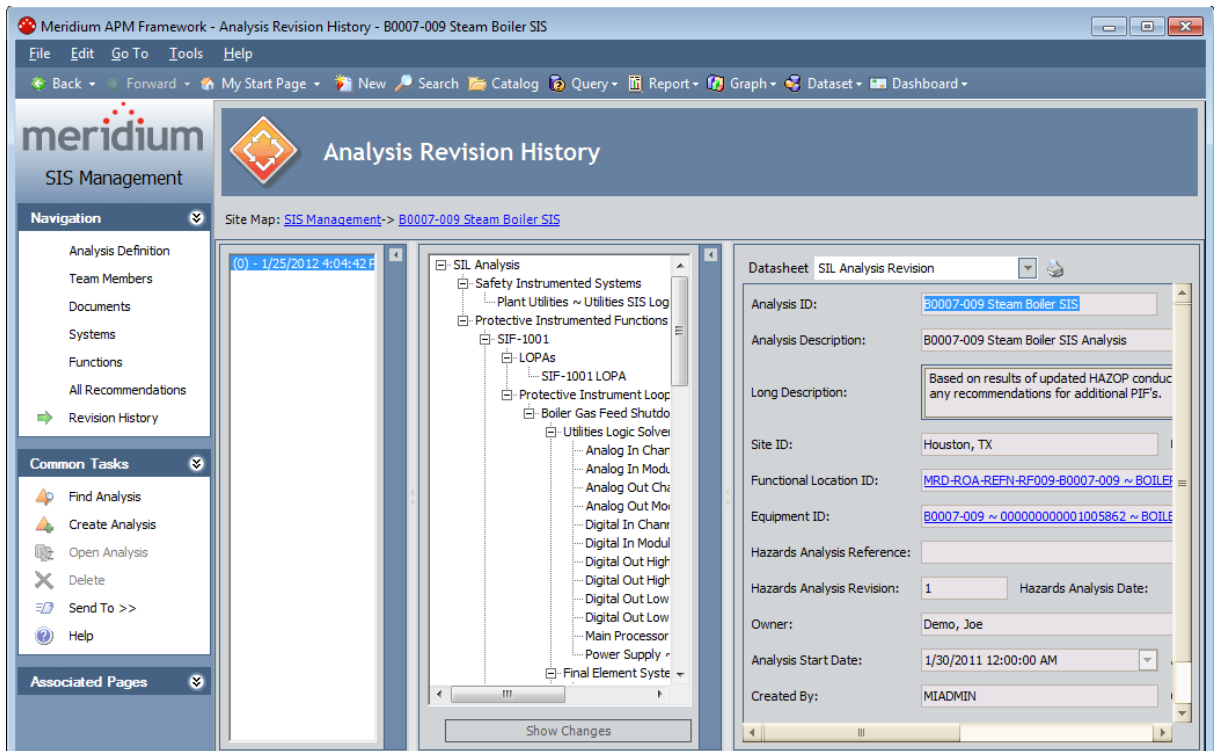 Meridium APM Framework - Analysis Revision History - B0007-009 Steam Boiler SIS
File Edit Go To Tools Help
Back Forward My Start Page New Search Catalog Query Report Graph Dataset Dashboard
meridium
SIS Management
Analysis Revision History
Site Map: SIS Management-> B0007-009 Steam Boiler SIS
Navigation
Analysis Definition
Team Members
Documents
Systems
Functions
All Recommendations
Revision History
Common Tasks
Find Analysis
Create Analysis
Open Analysis
Delete
Send To >>
Help
Associated Pages
(0) - 1/25/2012 4:04:42 P
SIL Analysis
Safety Instrumented Systems
Plant Utilities ~ Utilities SIS Log
Protective Instrumented Functions
SIF-1001
LOPAs
SIF-1001 LOPA
Protective Instrument Loop
Boiler Gas Feed Shutdo
Utilities Logic Solver
Analog In Chan
Analog In Modu
Analog Out Cha
Analog Out Mo
Digital In Chann
Digital In Modul
Digital Out High
Digital Out High
Digital Out Low
Digital Out Low
Main Processor
Power Supply ~
Final Element Syste
Show Changes
Datasheet SIL Analysis Revision
Analysis ID: B0007-009 Steam Boiler SIS
Analysis Description: B0007-009 Steam Boiler SIS Analysis
Long Description: Based on results of updated HAZOP conduc
any recommendations for additional PIF's.
Site ID: Houston, TX
Functional Location ID: MRD-ROA-REFN-RF009-B0007-009 ~ BOILER
Equipment ID: B0007-009 ~ 000000000001005862 ~ BOILE
Hazards Analysis Reference:
Hazards Analysis Revision: 1 Hazards Analysis Date:
Owner: Demo, Joe
Analysis Start Date: 1/30/2011 12:00:00 AM
Created By: MIADMIN